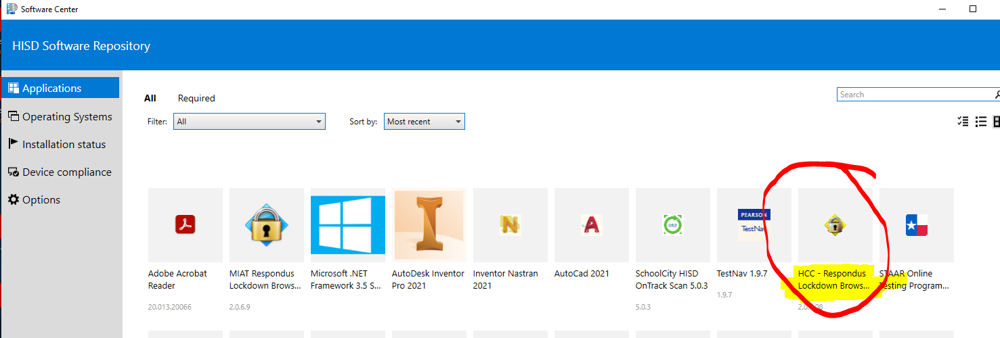 Software Center
HISD Software Repository
Applications
Operating Systems
Installation status
Device compliance
Options
All
Required
Search
Filter:
All
Sort by:
Most recent
PEARSON
TestNav
HISD
Adobe Acrobat
Reader
20.013.20066
MIAT Respondus
Lockdown Brows...
2.0.6.9
Microsoft .NET
Framework 3.5 S...
AutoDesk Inventor
Pro 2021
Inventor Nastran
2021
AutoCad 2021
SchoolCity HISD
OnTrack Scan 5.0.3
5.0.3
TestNav 1.9.7
1.9.7
HCC - Respondus
Lockdown Brows...
STAAR Online
Testing Program...